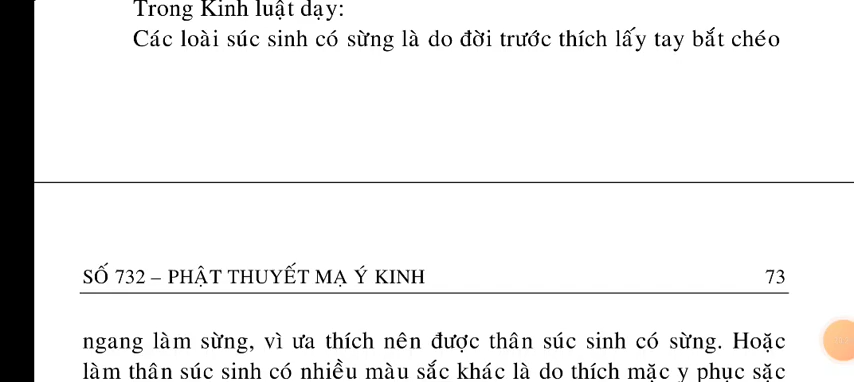 Trong Kinh luật dạy:
Các loài súc sinh có sừng là do đời trước thích lấy tay bắt chéo
SỐ 732 – PHẬT THUYẾT MẠ Ý KINH 73
ngang làm sừng, vì ưa thích nên được thân súc sinh có sừng. Hoặc
làm thân súc sinh có nhiều màu sắc khác là do thích mặc y phục sặc